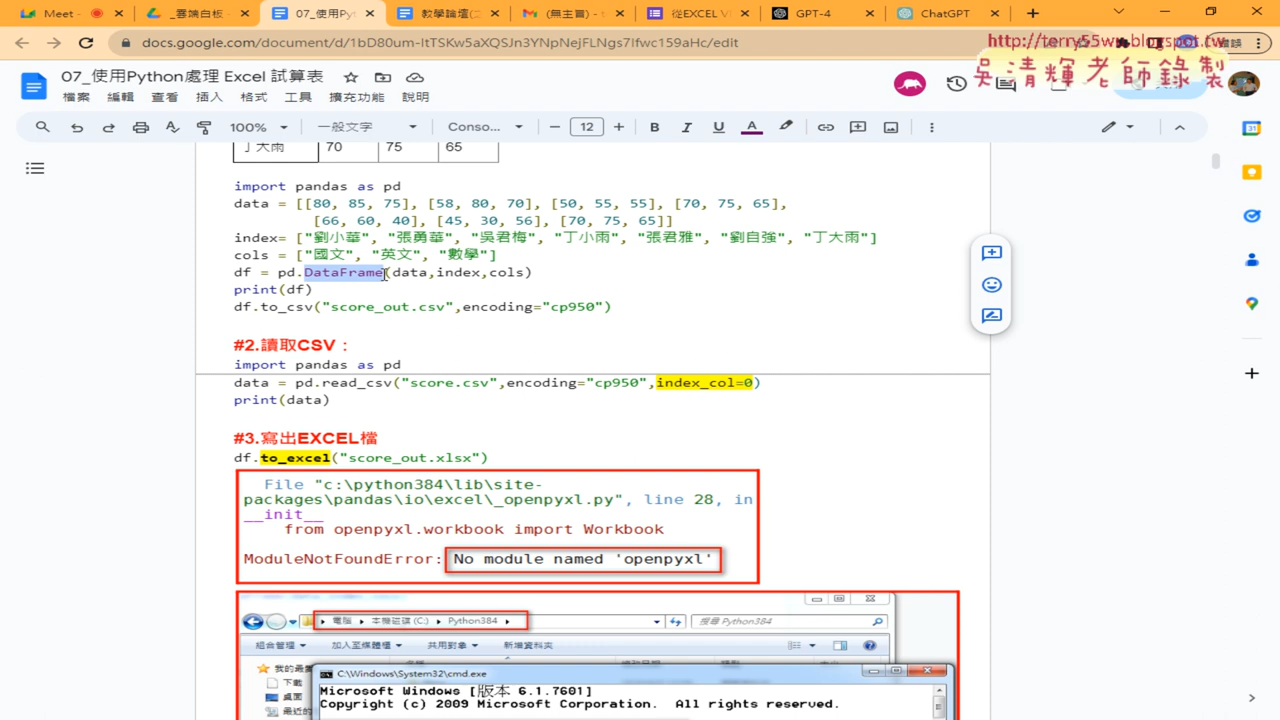 Meet -
_雲端白板 -
07_使用Pyt
教學論壇(二
(無主旨) - t
從EXCEL V
GPT-4
ChatGPT
docs.google.com/document/d/1bD80um-ItTSKw5aXQSJn3YNpNejFLNgs7Ifwc159aHc/edit
http://terry55wu.blogspot.tw
吳清輝老師錄製
07_使用Python處理 Excel 試算表
檔案 編輯 查看 插入 格式 工具 擴充功能 說明
100% 一般文字 Conso... 12
丁大雨 70 75 65
import pandas as pd
data = [[80, 85, 75], [58, 80, 70], [50, 55, 55], [70, 75, 65],
[66, 60, 40], [45, 30, 56], [70, 75, 65]]
index= ["劉小華", "張勇華", "吳君梅", "丁小雨", "張君雅", "劉自強", "丁大雨"]
cols = ["國文", "英文", "數學"]
df = pd.DataFrame(data,index,cols)
print(df)
df.to_csv("score_out.csv",encoding="cp950")
#2.讀取CSV：
import pandas as pd
data = pd.read_csv("score.csv",encoding="cp950",index_col=0)
print(data)
#3.寫出EXCEL檔
df.to_excel("score_out.xlsx")
File "c:\python384\lib\site-
packages\pandas\io\excel\_openpyxl.py", line 28, in
__init__
from openpyxl.workbook import Workbook
ModuleNotFoundError: No module named 'openpyxl'
電腦 本機磁碟 (C:) Python384 搜尋 Python384
組合管理 加入至媒體櫃 共用對象 新增資料夾
我的最
下載
桌面
最近的
C:\Windows\System32\cmd.exe
Microsoft Windows [版本 6.1.7601]
Copyright (c) 2009 Microsoft Corporation. All rights reserved.